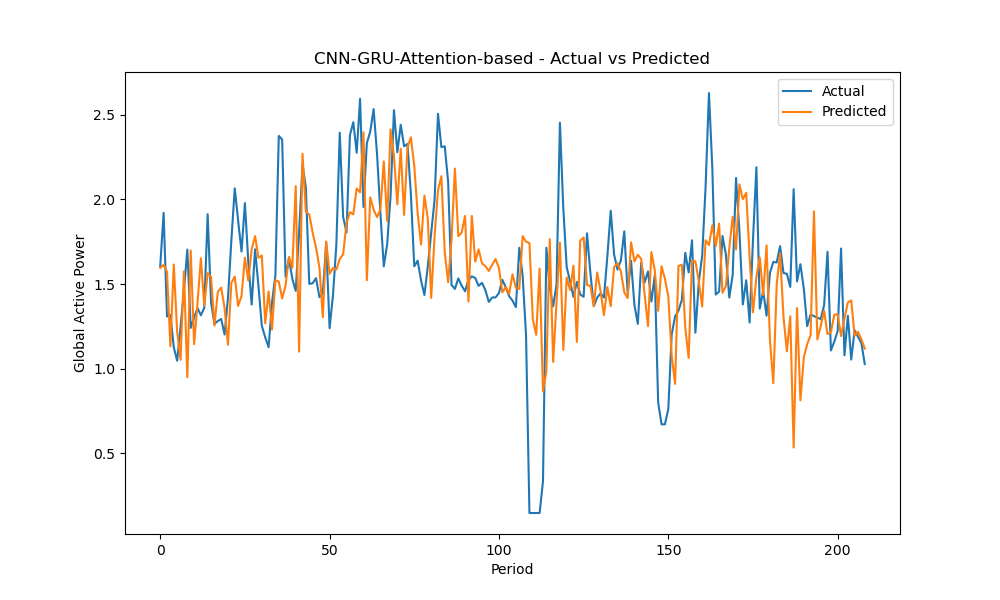 CNN-GRU-Attention-based - Actual vs Predicted
Actual
Predicted
2.5
2.0
1.5
1.0
0.5
Global Active Power
0 50 100 150 200
Period